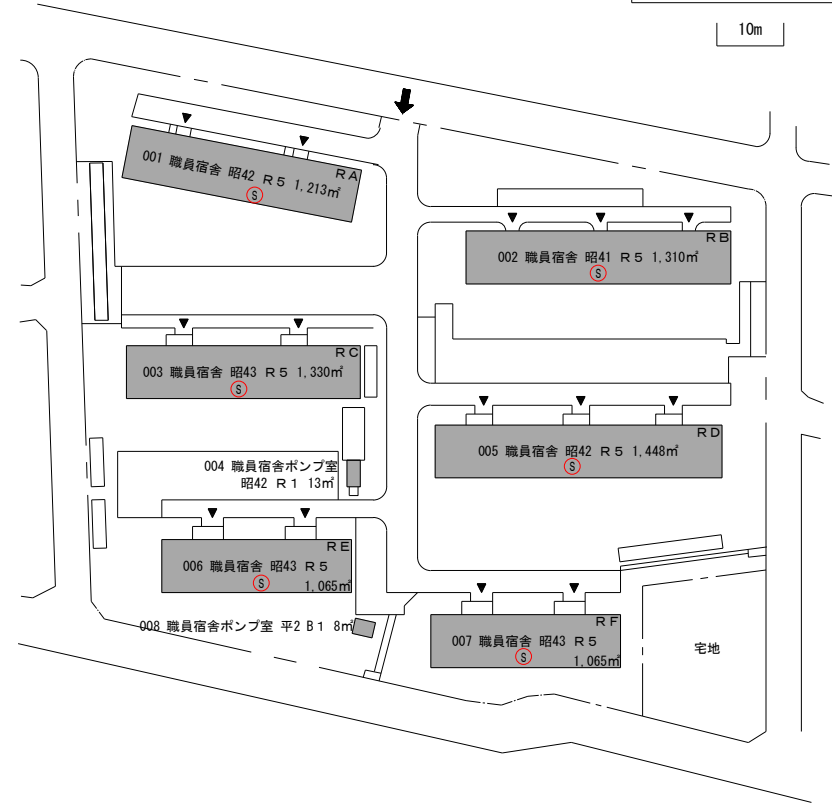 10m
RA
001 職員宿舎 昭42 R5 1,213㎡
S
RB
002 職員宿舎 昭41 R5 1,310㎡
S
RC
003 職員宿舎 昭43 R5 1,330㎡
S
RD
005 職員宿舎 昭42 R5 1,448㎡
S
004 職員宿舎ポンプ室
昭42 R1 13㎡
RE
006 職員宿舎 昭43 R5
1,065㎡
S
008 職員宿舎ポンプ室 平2 B1 8㎡
RF
007 職員宿舎 昭43 R5
1,065㎡
S
宅地